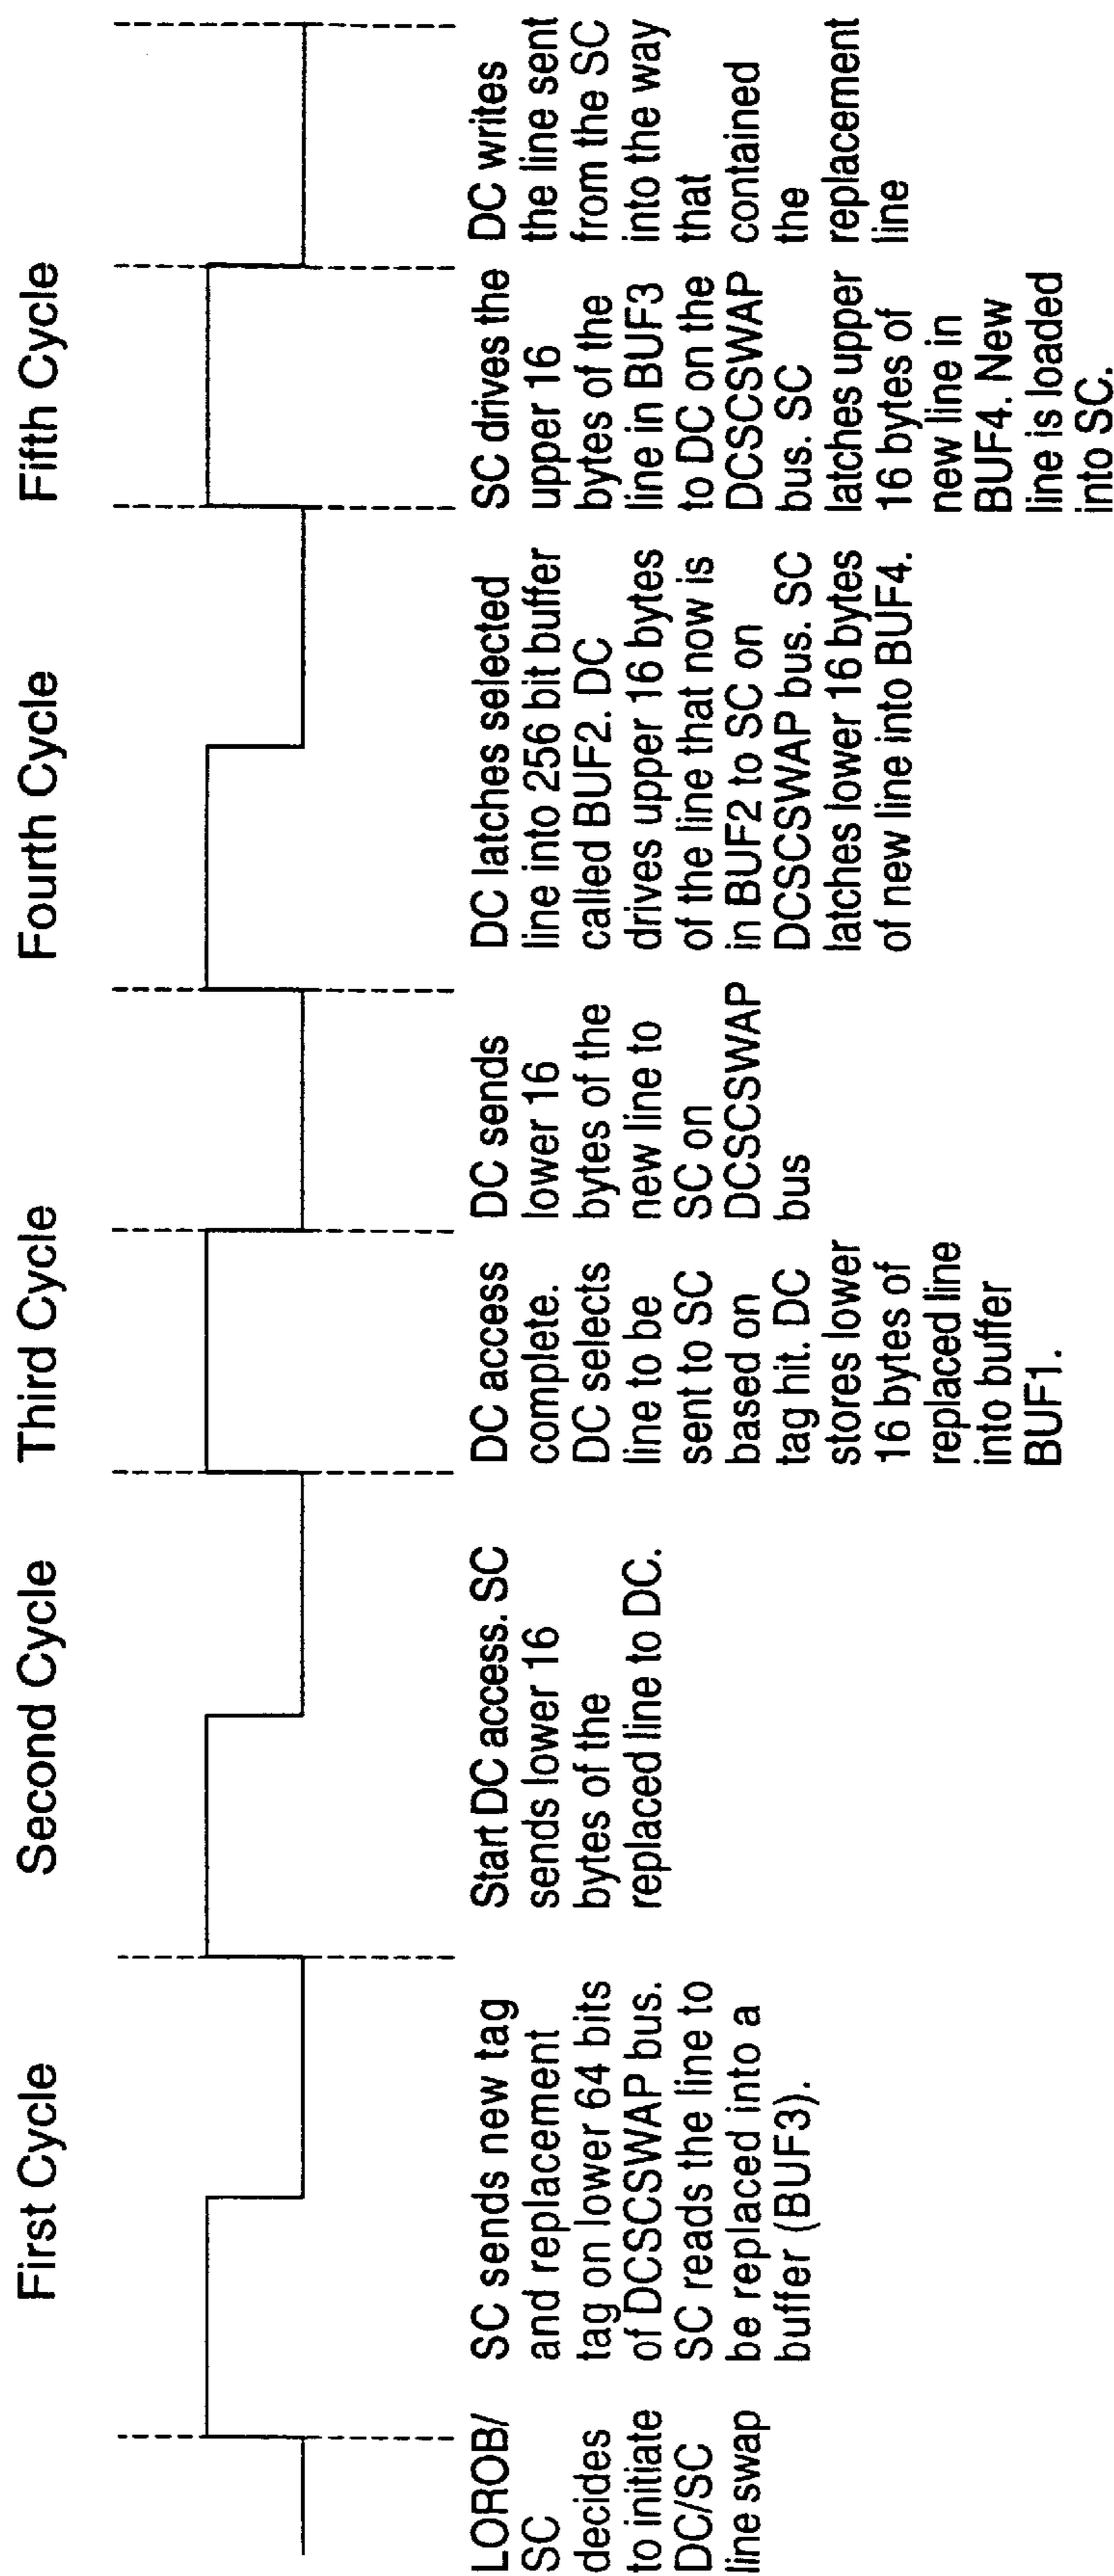 First Cycle
Second Cycle
Third Cycle
Fourth Cycle
Fifth Cycle
LOROB/
SC
decides
to initiate
DC/SC
line swap
SC sends new tag
and replacement
tag on lower 64 bits
of DCSCSWAP bus.
SC reads the line to
be replaced into a
buffer (BUF3).
Start DC access. SC
sends lower 16
bytes of the
replaced line to DC.
DC access
complete.
DC selects
line to be
sent to SC
based on
tag hit. DC
stores lower
16 bytes of
replaced line
into buffer
BUF1.
DC sends
lower 16
bytes of the
new line to
SC on
DCSCSWAP
bus
DC latches selected
line into 256 bit buffer
called BUF2. DC
drives upper 16 bytes
of the line that now is
in BUF2 to SC on
DCSCSWAP bus. SC
latches lower 16 bytes
of new line into BUF4.
SC drives the
upper 16
bytes of the
line in BUF3
to DC on the
DCSCSWAP
bus. SC
latches upper
16 bytes of
new line in
BUF4. New
line is loaded
into SC.
DC writes
the line sent
from the SC
into the way
that
contained
the
replacement
line